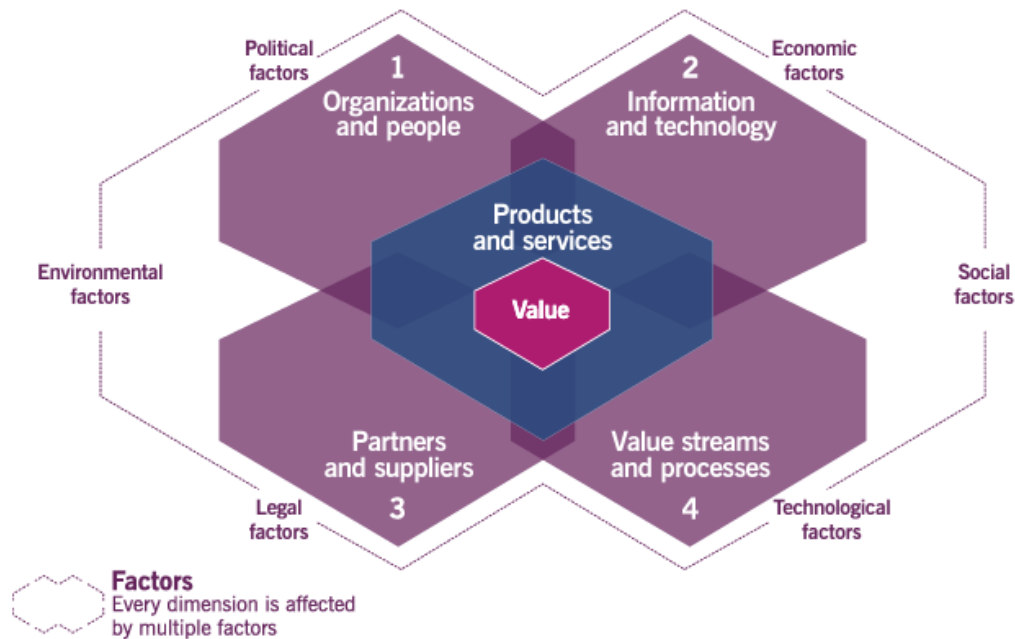 Political
factors
1
Organizations
and people
2
Information
and technology
Economic
factors
Products
and services
Environmental
factors
Value
Social
factors
Partners
and suppliers
3
Value streams
and processes
4
Legal
factors
Technological
factors
Factors
Every dimension is affected
by multiple factors